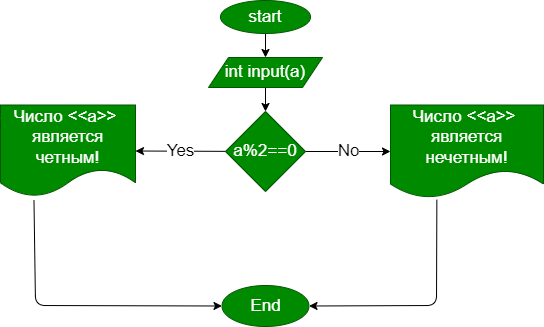 start
int input(a)
Число <<a>>
является
четным!
Yes
a%2==0
No
Число <<a>>
является
нечетным!
End